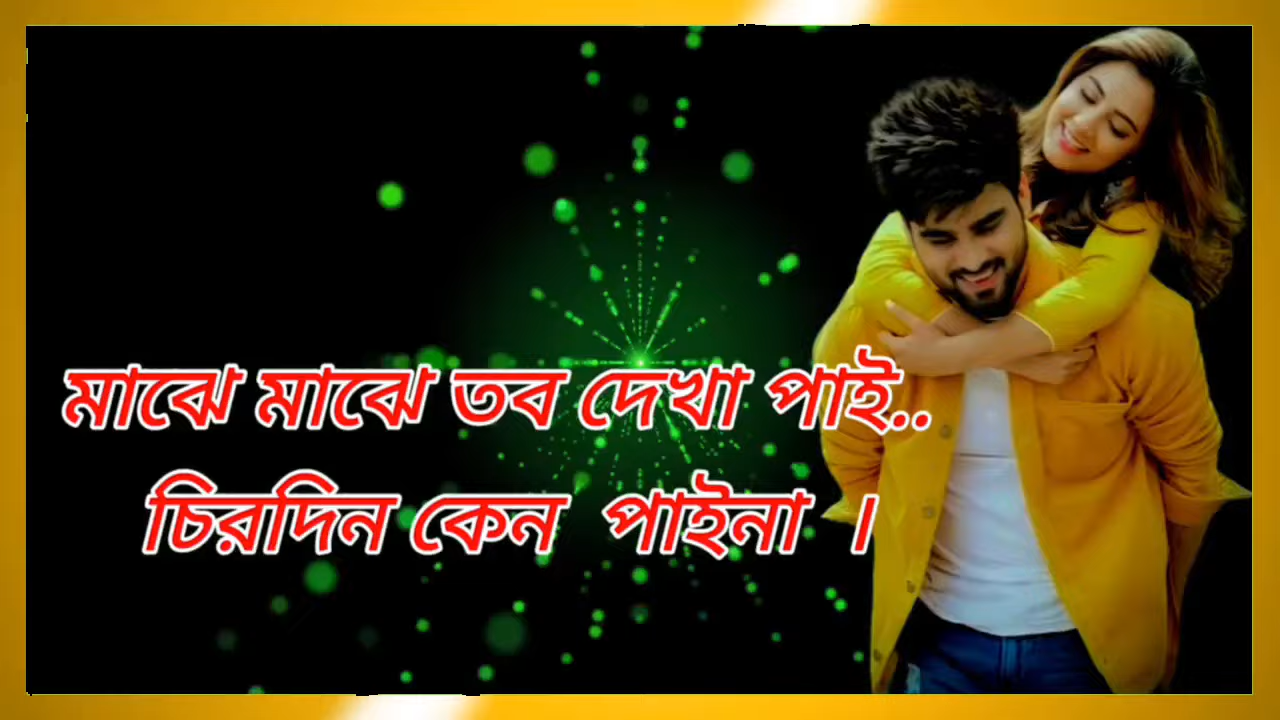 মাঝে মাঝে তব দেখা পাই..
চিরদিন কেন পাইনা ।